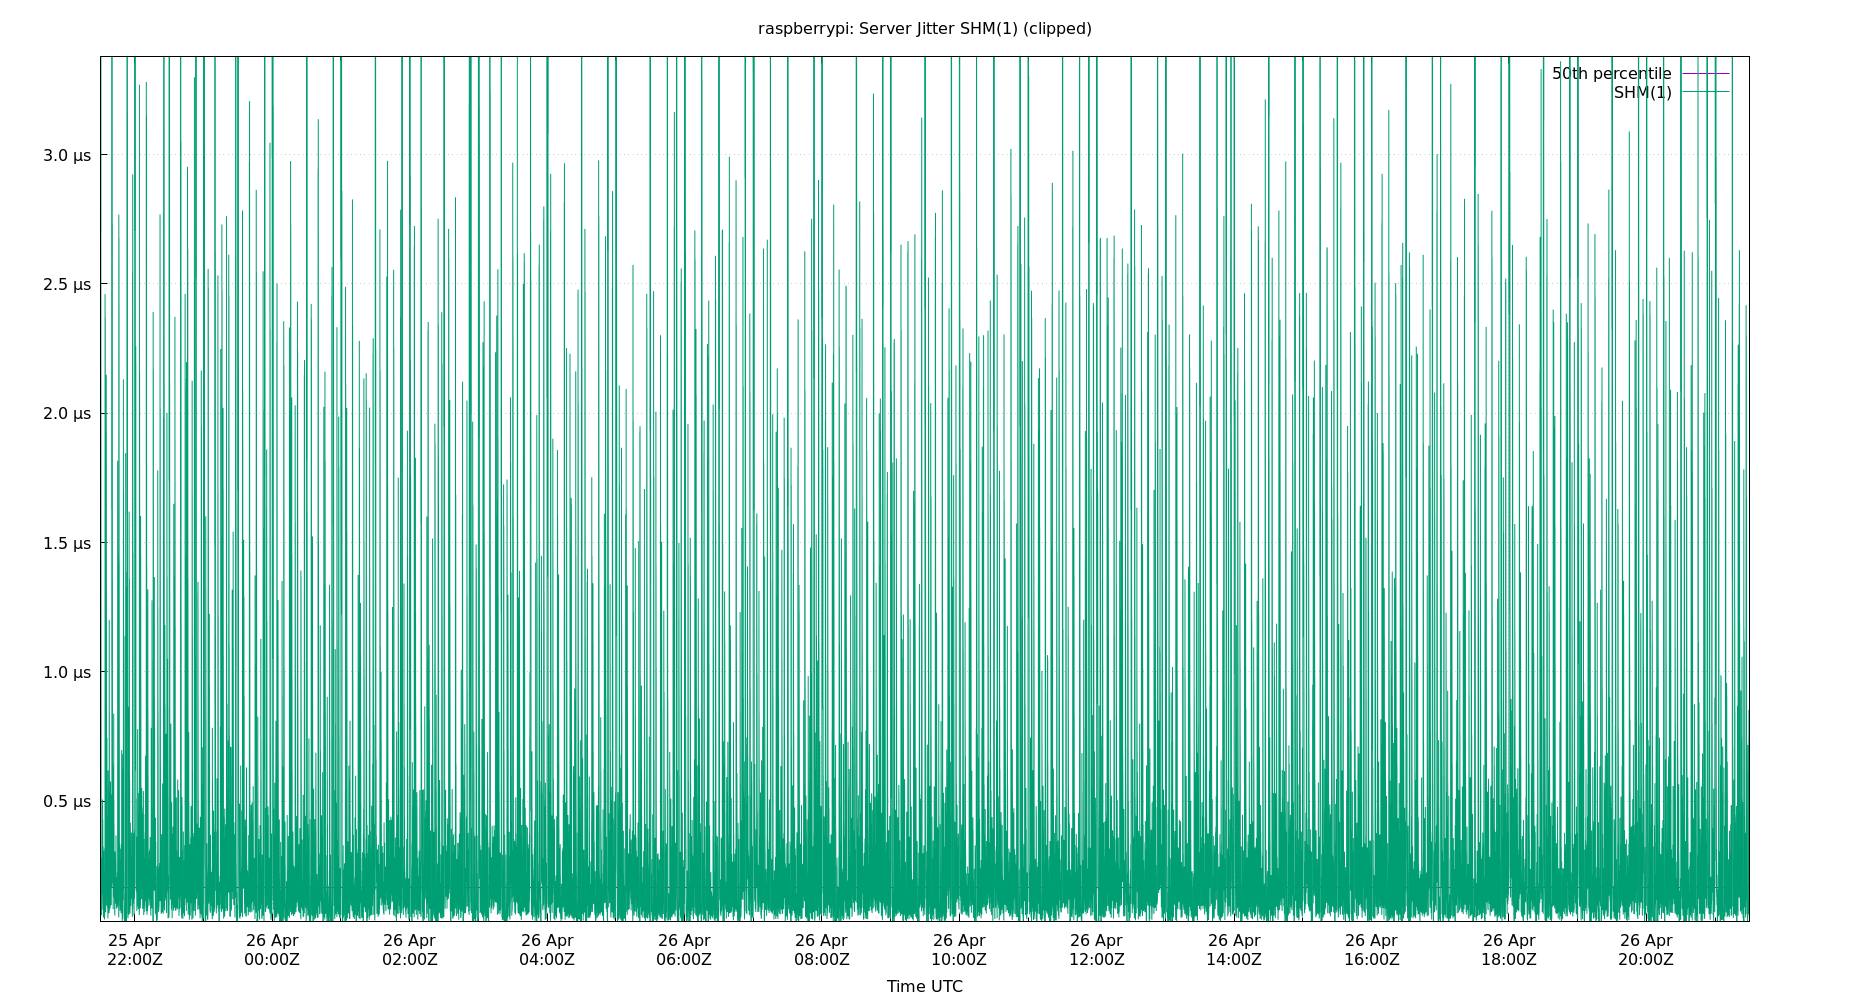 raspberrypi: Server Jitter SHM(1) (clipped)
50th percentile
SHM(1)
3.0 µs
2.5 µs
2.0 µs
1.5 µs
1.0 µs
0.5 µs
25 Apr 26 Apr 26 Apr 26 Apr 26 Apr 26 Apr 26 Apr 26 Apr 26 Apr 26 Apr 26 Apr 26 Apr
22:00Z 00:00Z 02:00Z 04:00Z 06:00Z 08:00Z 10:00Z 12:00Z 14:00Z 16:00Z 18:00Z 20:00Z
Time UTC